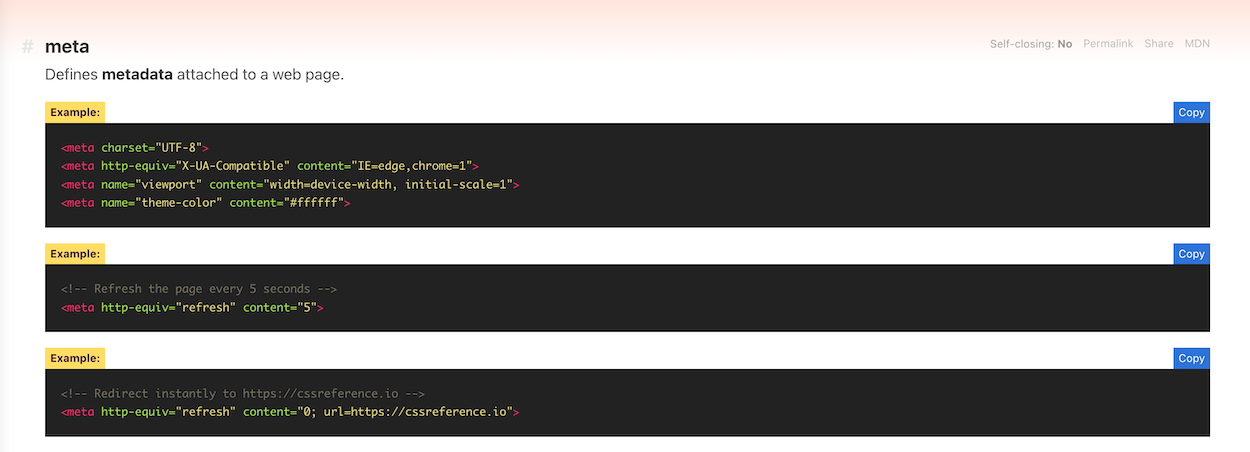 # meta
Self-closing: No Permalink Share MDN
Defines metadata attached to a web page.
Example:
Copy
<meta charset="UTF-8">
<meta http-equiv="X-UA-Compatible" content="IE=edge,chrome=1">
<meta name="viewport" content="width=device-width, initial-scale=1">
<meta name="theme-color" content="#ffffff">
Example:
Copy
<!-- Refresh the page every 5 seconds -->
<meta http-equiv="refresh" content="5">
Example:
Copy
<!-- Redirect instantly to https://cssreference.io -->
<meta http-equiv="refresh" content="0; url=https://cssreference.io">